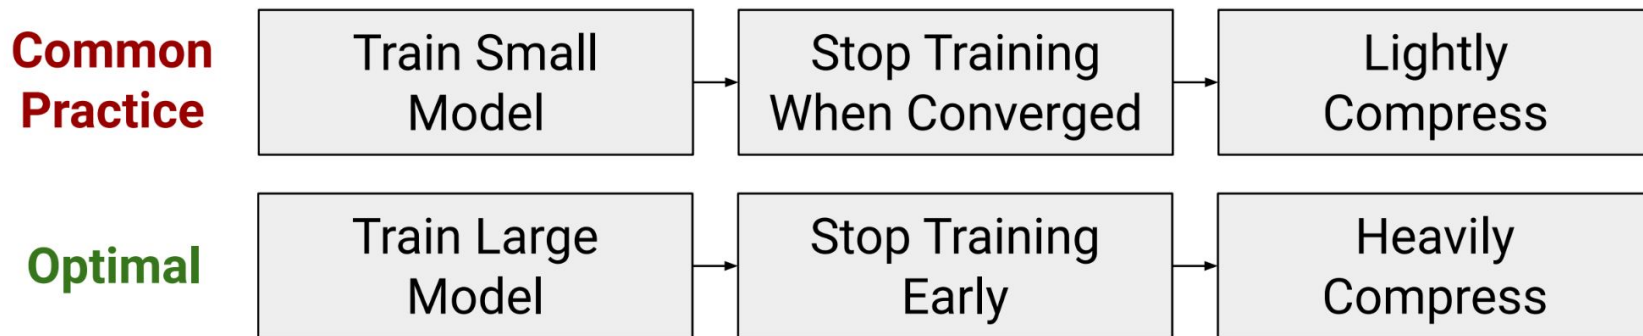 Common
Practice
Train Small
Model
Stop Training
When Converged
Lightly
Compress
Optimal
Train Large
Model
Stop Training
Early
Heavily
Compress